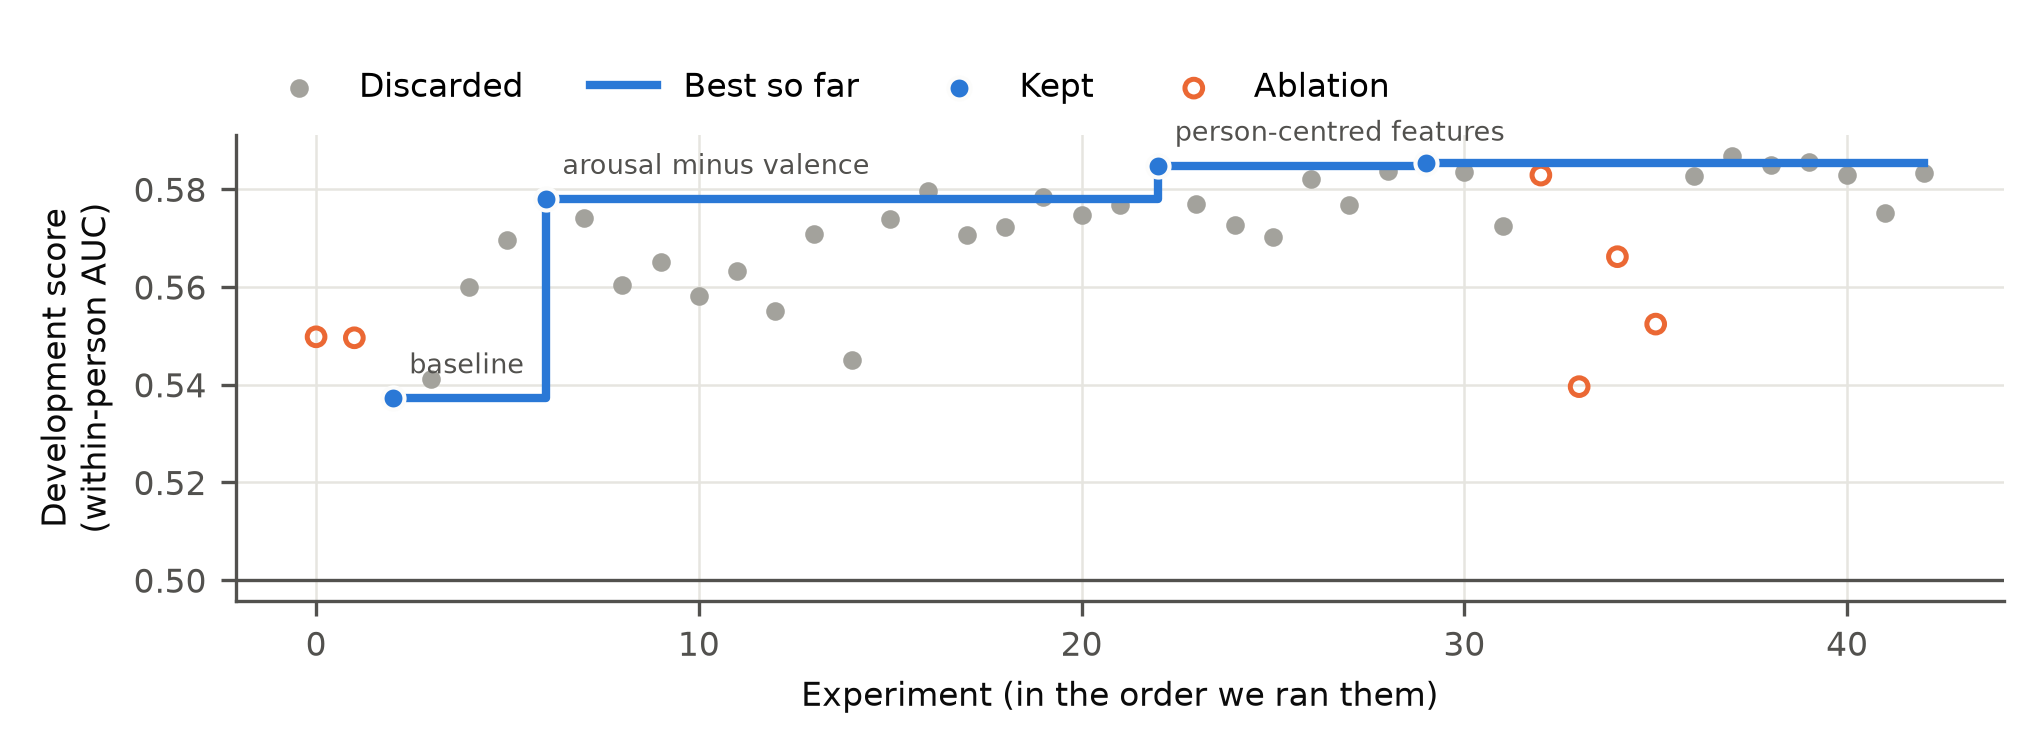 Discarded Best so far Kept Ablation
person-centred features
arousal minus valence
baseline
Development score
(within-person AUC)
0.58
0.56
0.54
0.52
0.50
0 10 20 30 40
Experiment (in the order we ran them)